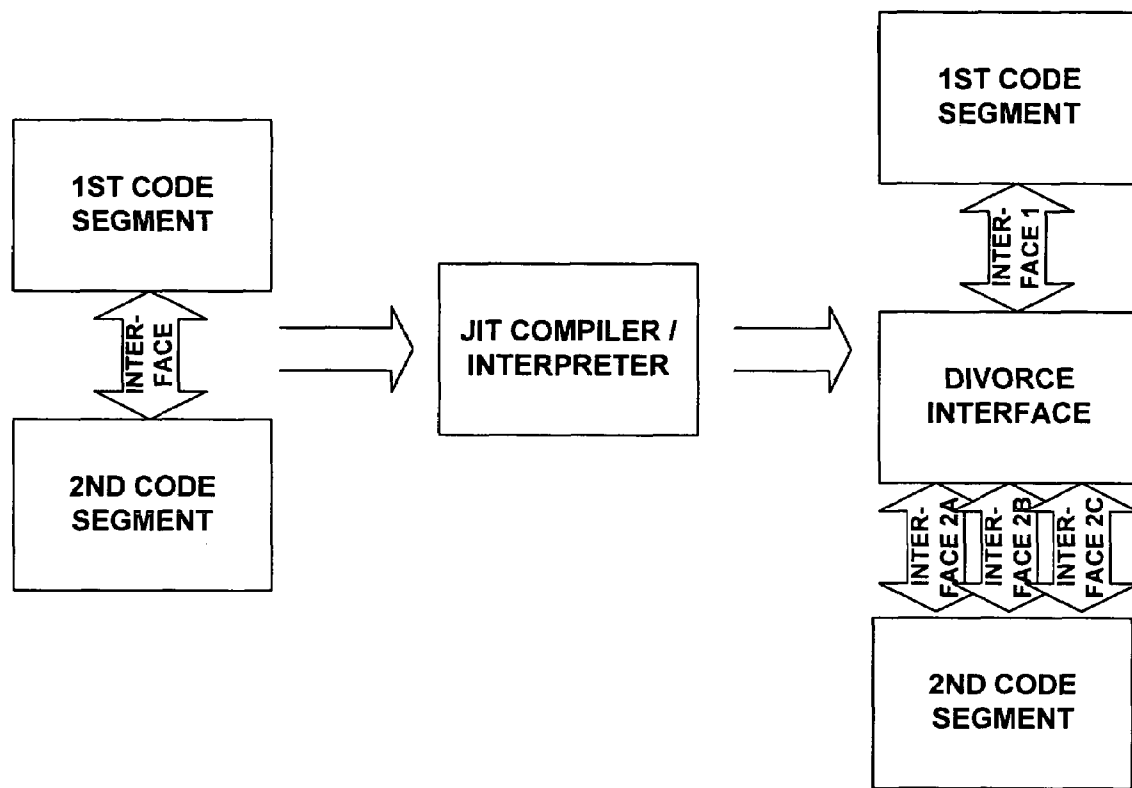 1ST CODE
SEGMENT
INTER-
FACE
2ND CODE
SEGMENT
JIT COMPILER /
INTERPRETER
1ST CODE
SEGMENT
INTER-
FACE 1
DIVORCE
INTERFACE
INTER-
FACE 2A
INTER-
FACE 2B
INTER-
FACE 2C
2ND CODE
SEGMENT